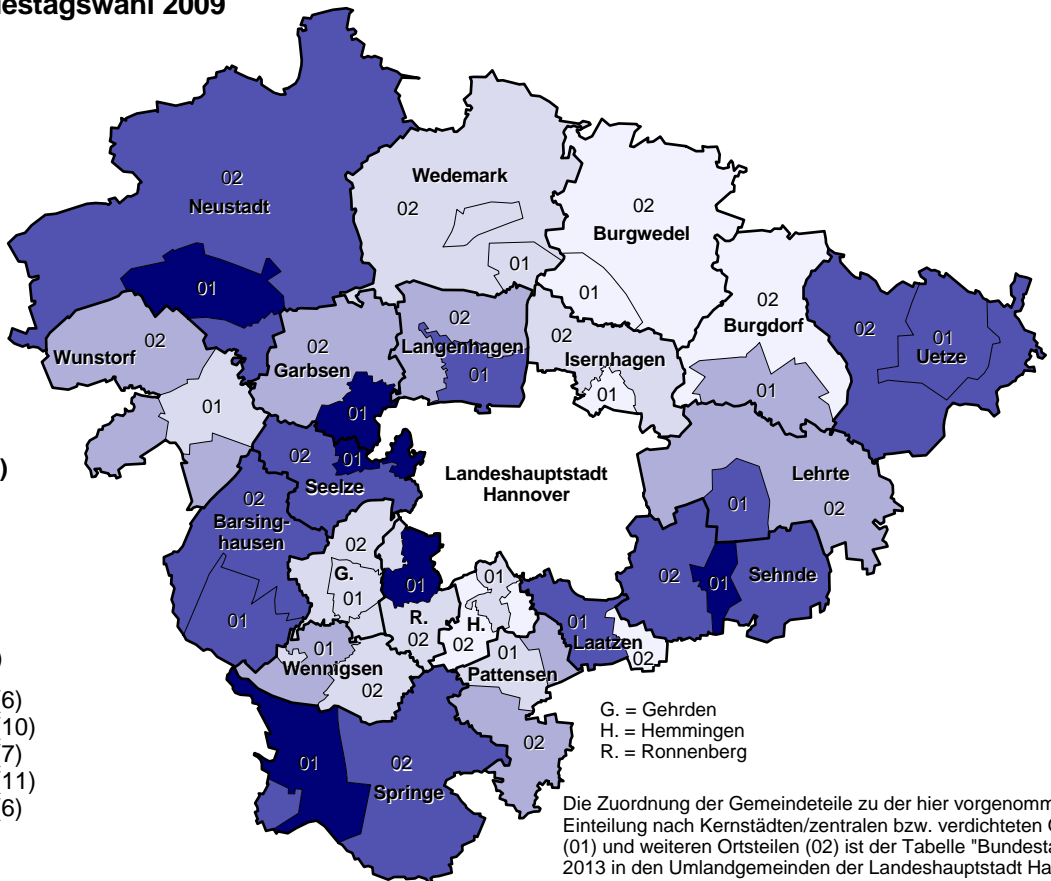 destagswahl 2009
02
Neustadt
01
Wedemark
02
01
02
Burgwedel
01
02
Burgdorf
01
02
01
Uetze
02
Wunstorf
01
02
Garbsen
01
02
Langenhagen
01
02
Isernhagen
01
Landeshauptstadt
Hannover
Lehrte
01
02
02
01
Seelze
02
Barsing-
hausen
01
02
G.
01
01
R.
02
01
H.
02
01
Laatzen
02
02
01
Sehnde
01
Wennigsen
02
01
Pattensen
02
01
02
Springe
)
)
6)
10)
7)
11)
6)
G. = Gehrden
H. = Hemmingen
R. = Ronnenberg
Die Zuordnung der Gemeindeteile zu der hier vorgenomm
Einteilung nach Kernstädten/zentralen bzw. verdichteten
(01) und weiteren Ortsteilen (02) ist der Tabelle "Bundesta
2013 in den Umlandgemeinden der Landeshauptstadt Ha